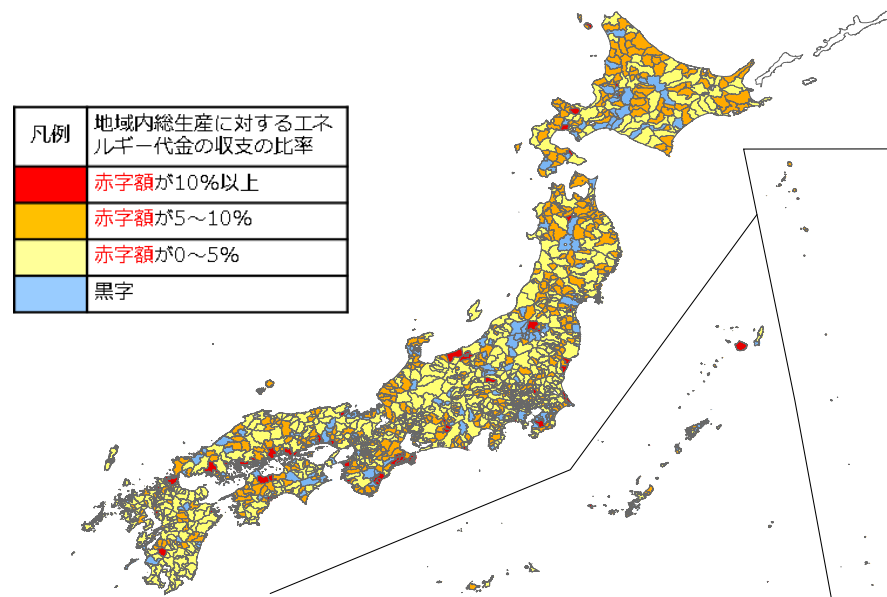 凡例
地域内総生産に対するエネ
ルギー代金の収支の比率
赤字額が10%以上
赤字額が5～10%
赤字額が0～5%
黒字